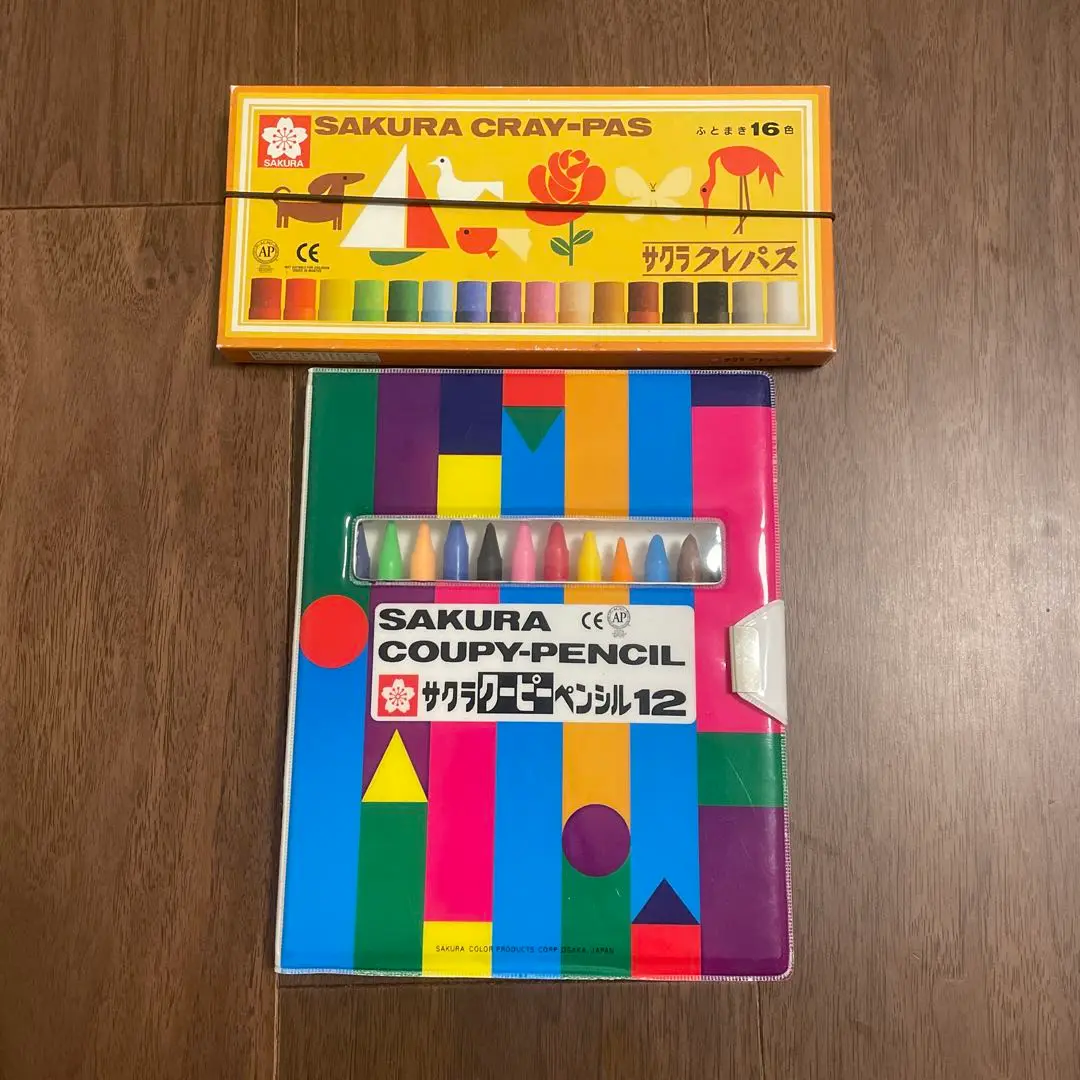 SAKURA CRAY-PAS
ふとまき16色
SAKURA
AP
CE
サクラクレパス
SAKURA
CE AP
COUPY-PENCIL
サクラクーピーペンシル12
SAKURA COLOR PRODUCTS CORP. OSAKA, JAPAN